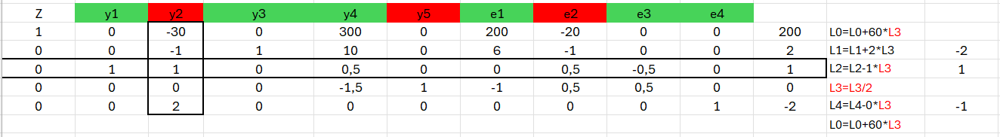 Z y1 y2 y3 y4 y5 e1 e2 e3 e4
1 0 -30 0 300 0 200 -20 0 0 200 L0=L0+60*L3
0 0 -1 1 10 0 6 -1 0 0 2 L1=L1+2*L3 -2
0 1 1 0 0,5 0 0 0,5 -0,5 0 1 L2=L2-1*L3 1
0 0 0 0 -1,5 1 -1 0,5 0,5 0 0 L3=L3/2
0 0 2 0 0 0 0 0 0 1 -2 L4=L4-0*L3 -1
L0=L0+60*L3